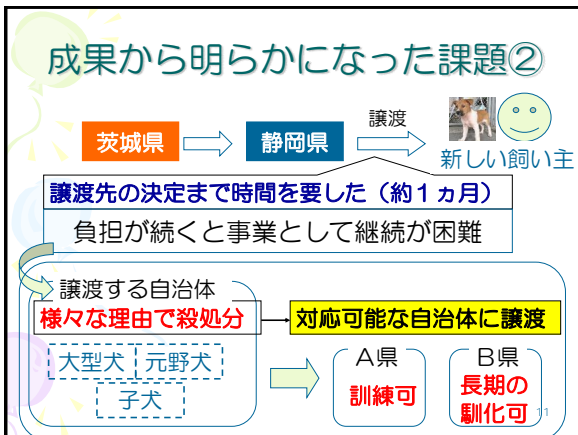 成果から明らかになった課題②
譲渡
茨城県
静岡県
新しい飼い主
譲渡先の決定まで時間を要した（約１ヵ月）
負担が続くと事業として継続が困難
譲渡する自治体
様々な理由で殺処分
対応可能な自治体に譲渡
大型犬
元野犬
子犬
A県
訓練可
B県
長期の
馴化可
11